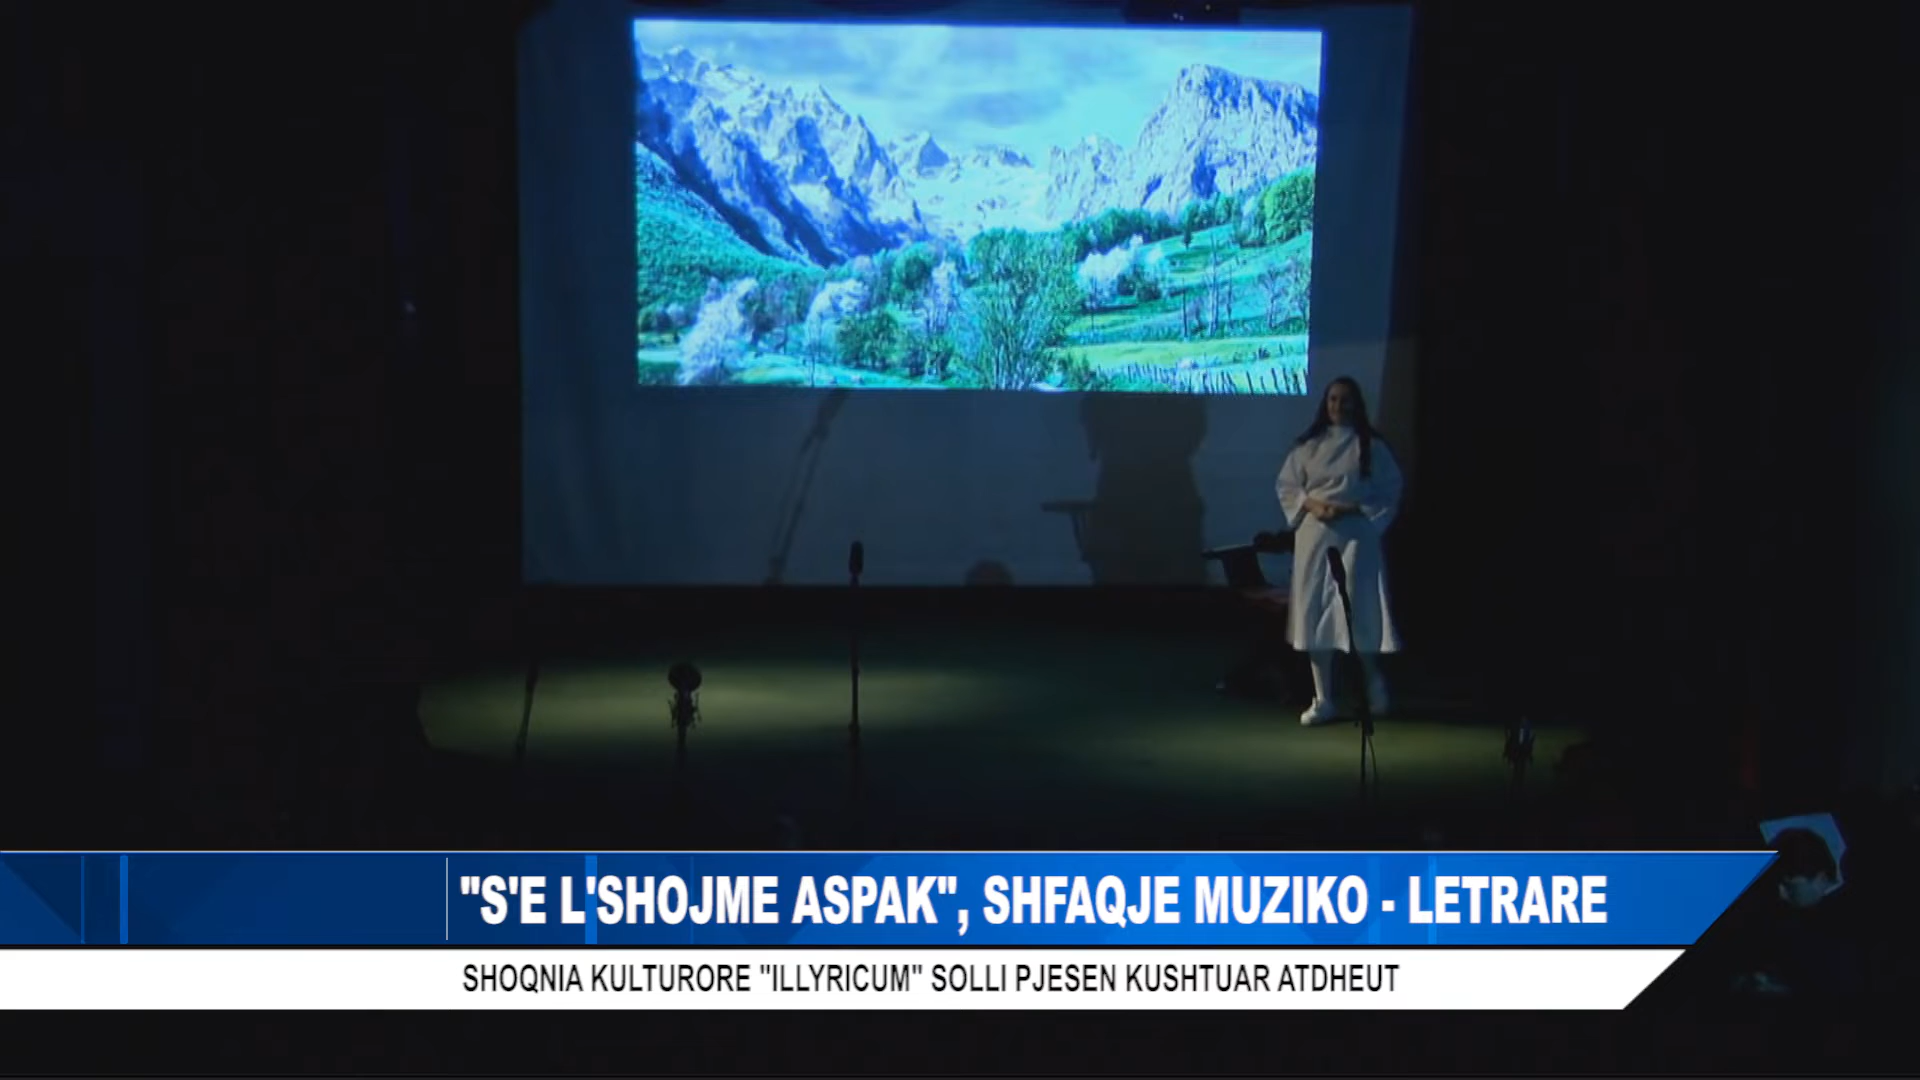 "S'E L'SHOJME ASPAK", SHFAQJE MUZIKO - LETRARE
SHOQNIA KULTURORE "ILLYRICUM" SOLLI PJESEN KUSHTUAR ATDHEUT